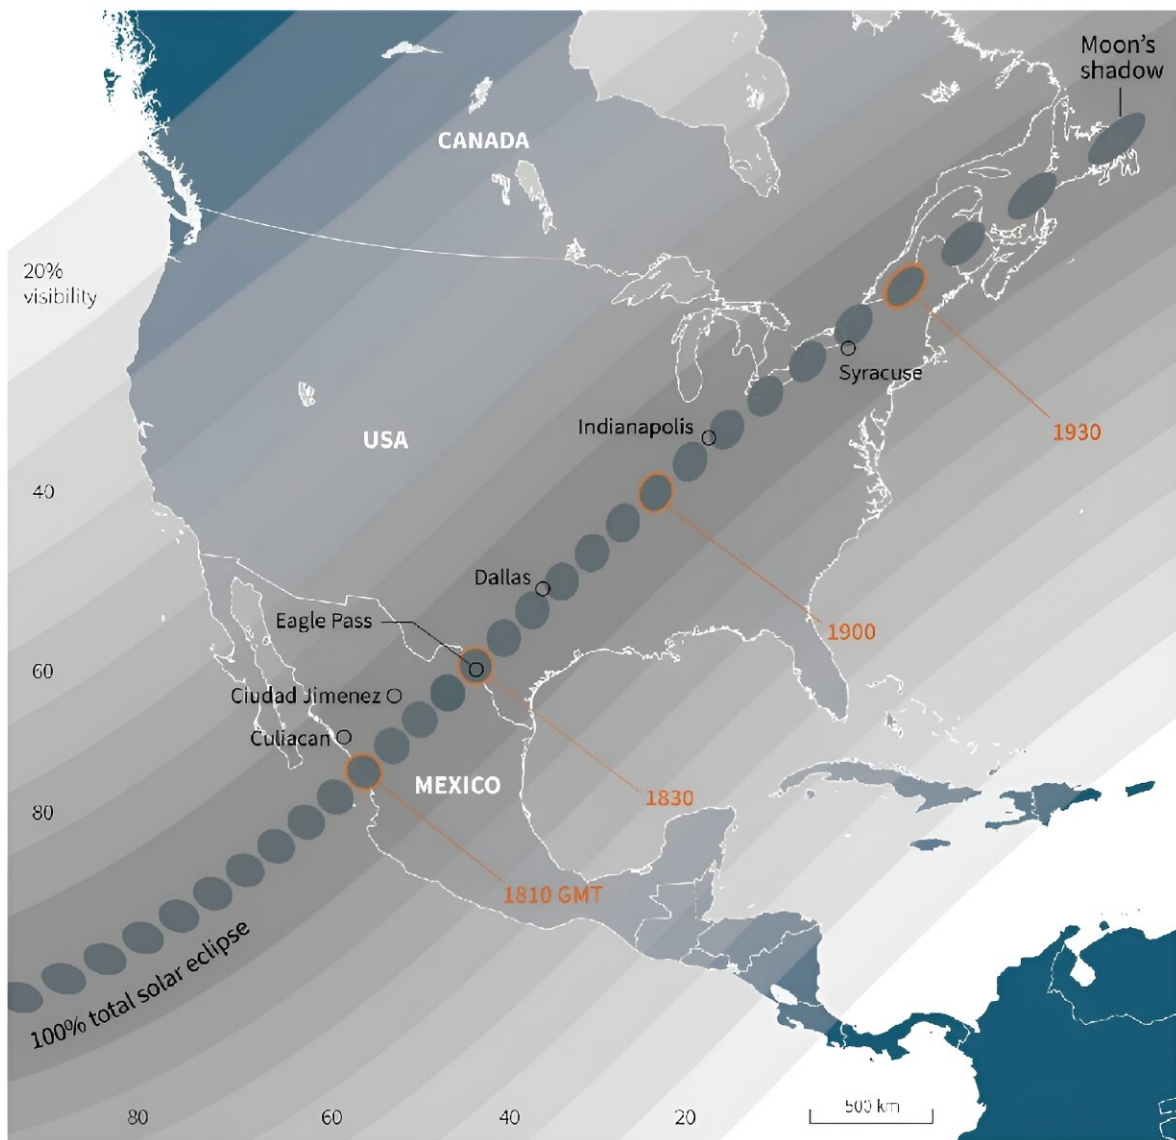 Moon's
shadow
CANADA
20%
visibility
Syracuse
Indianapolis
USA
1930
40
Dallas
Eagle Pass
1900
60
Ciudad Jimenez
Culiacan
MEXICO
1830
80
1810 GMT
100% total solar eclipse
80
60
40
20
500 km